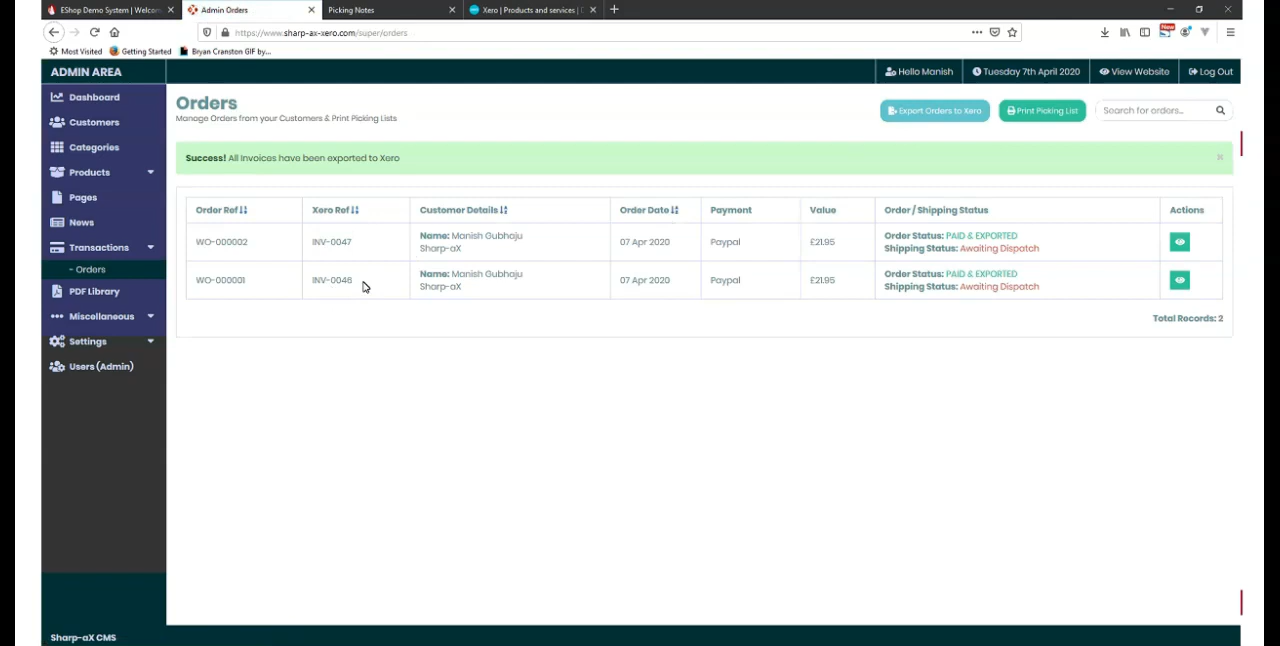 EShop Demo System | Welcom
Admin Orders
Picking Notes
Xero | Products and services | D
https://www.sharp-ax-xero.com/super/orders
New
Most Visited
Getting Started
Bryan Cranston GIF by...
ADMIN AREA
Hello Manish
Tuesday 7th April 2020
View Website
Log Out
Dashboard
Customers
Categories
Products
Pages
News
Transactions
- Orders
PDF Library
Miscellaneous
Settings
Users (Admin)
Sharp-aX CMS
Orders
Manage Orders from your Customers & Print Picking Lists
Export Orders to Xero
Print Picking List
Search for orders..
Success! All Invoices have been exported to Xero
Order Ref Xero Ref Customer Details Order Date Payment Value Order / Shipping Status Actions
WO-000002 INV-0047 Name: Manish Gubhaju 07 Apr 2020 Paypal £21.95 Order Status: PAID & EXPORTED
Sharp-aX Shipping Status: Awaiting Dispatch
WO-000001 INV-0046 Name: Manish Gubhaju 07 Apr 2020 Paypal £21.95 Order Status: PAID & EXPORTED
Sharp-aX Shipping Status: Awaiting Dispatch
Total Records: 2